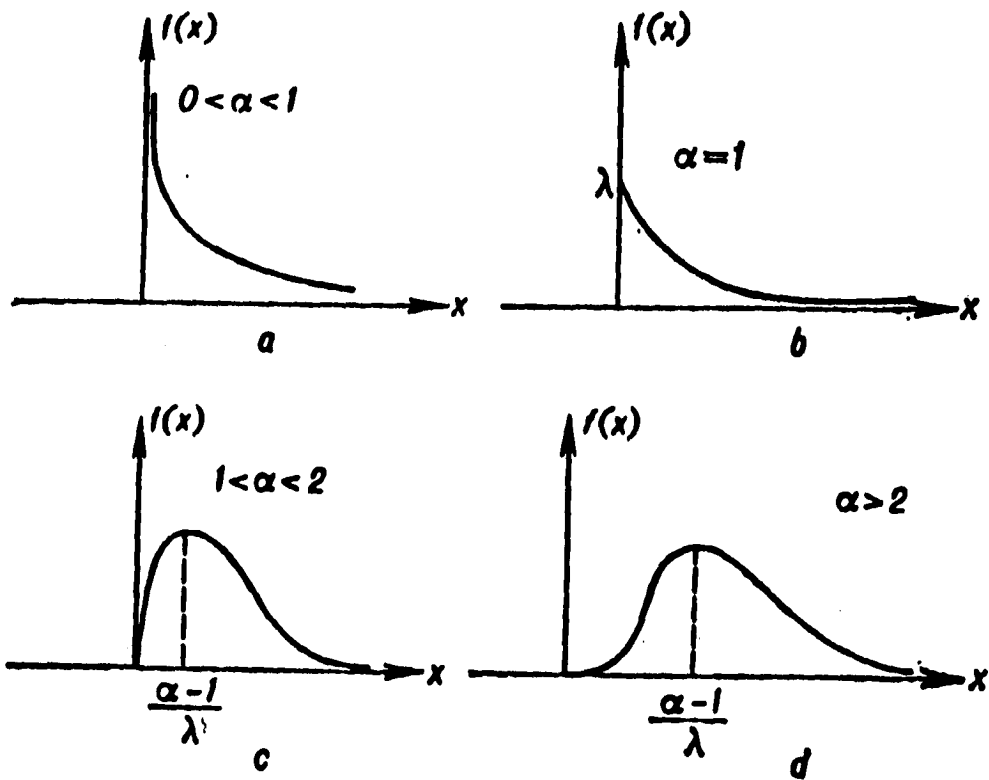 f(x)
0 < α < 1
x
a
f(x)
α = 1
λ
x
b
f(x)
1 < α < 2
x
α - 1
λ
c
f(x)
α > 2
x
α - 1
λ
d